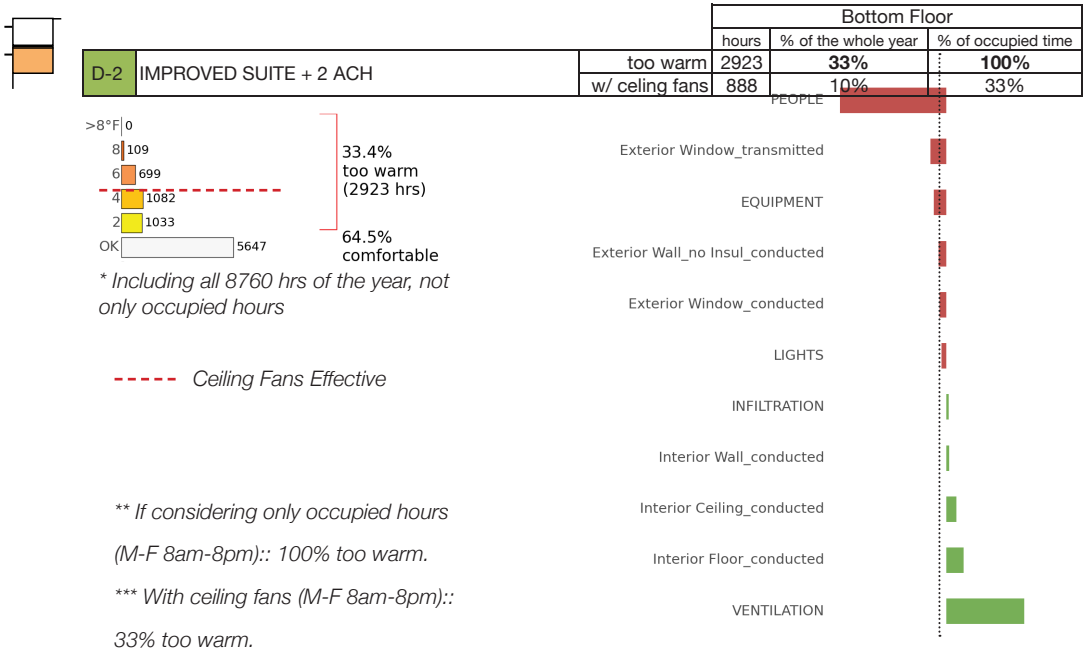 Bottom Floor
hours % of the whole year % of occupied time
D-2 IMPROVED SUITE + 2 ACH too warm 2923 33% 100%
w/ celing fans 888 10% 33%
>8°F 0
8 109
6 699
4 1082
2 1033
OK 5647
33.4%
too warm
(2923 hrs)
64.5%
comfortable
* Including all 8760 hrs of the year, not
only occupied hours
Ceiling Fans Effective
** If considering only occupied hours
(M-F 8am-8pm):: 100% too warm.
*** With ceiling fans (M-F 8am-8pm)::
33% too warm.
PEOPLE
Exterior Window_transmitted
EQUIPMENT
Exterior Wall_no Insul_conducted
Exterior Window_conducted
LIGHTS
INFILTRATION
Interior Wall_conducted
Interior Ceiling_conducted
Interior Floor_conducted
VENTILATION